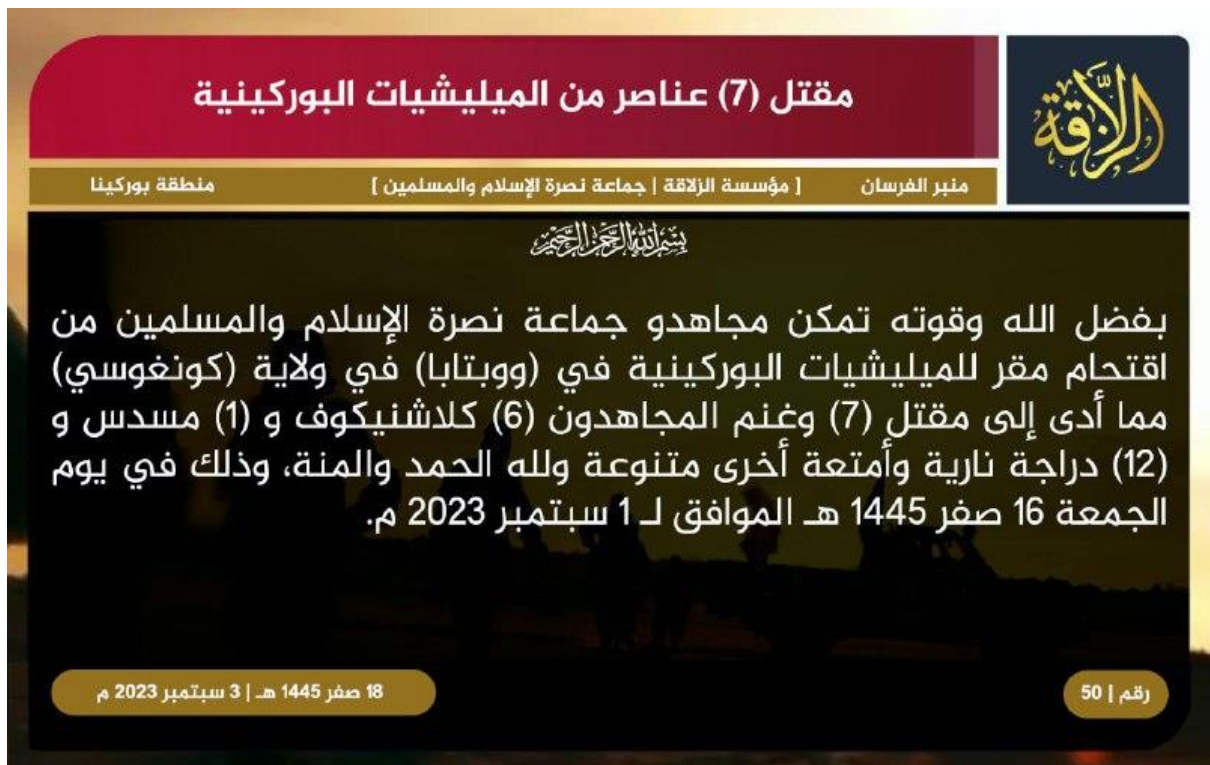 الزلاقة
مقتل (7) عناصر من الميليشيات البوركينية
منبر الفرسان [ مؤسسة الزلاقة | جماعة نصرة الإسلام والمسلمين ] منطقة بوركينا
بسم الله الرحمن الرحيم
بفضل الله وقوته تمكن مجاهدو جماعة نصرة الإسلام والمسلمين من
اقتحام مقر للميليشيات البوركينية في (ووبتابا) في ولاية (كونغوسي)
مما أدى إلى مقتل (7) وغنم المجاهدون (6) كلاشنيكوف و (1) مسدس و
(12) دراجة نارية وأمتعة أخرى متنوعة ولله الحمد والمنة، وذلك في يوم
الجمعة 16 صفر 1445 هـ الموافق لـ 1 سبتمبر 2023 م.
رقم | 50
18 صفر 1445 هـ | 3 سبتمبر 2023 م